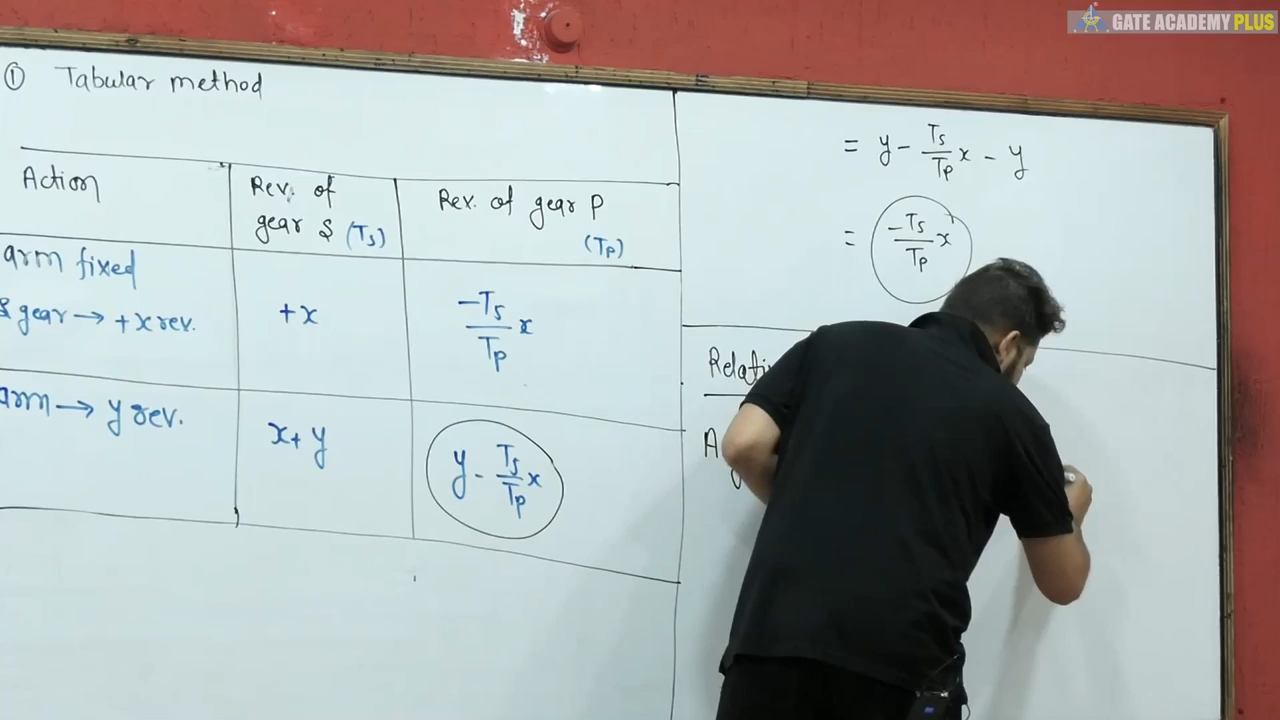 GATE ACADEMY PLUS
① Tabular method
Action
Rev. of gear S (Ts)
Rev. of gear P (Tp)
arm fixed
S gear → +x rev.
+x
-Ts/Tp x
arm → y rev.
x+y
y - Ts/Tp x
= y - Ts/Tp x - y
= -Ts/Tp x